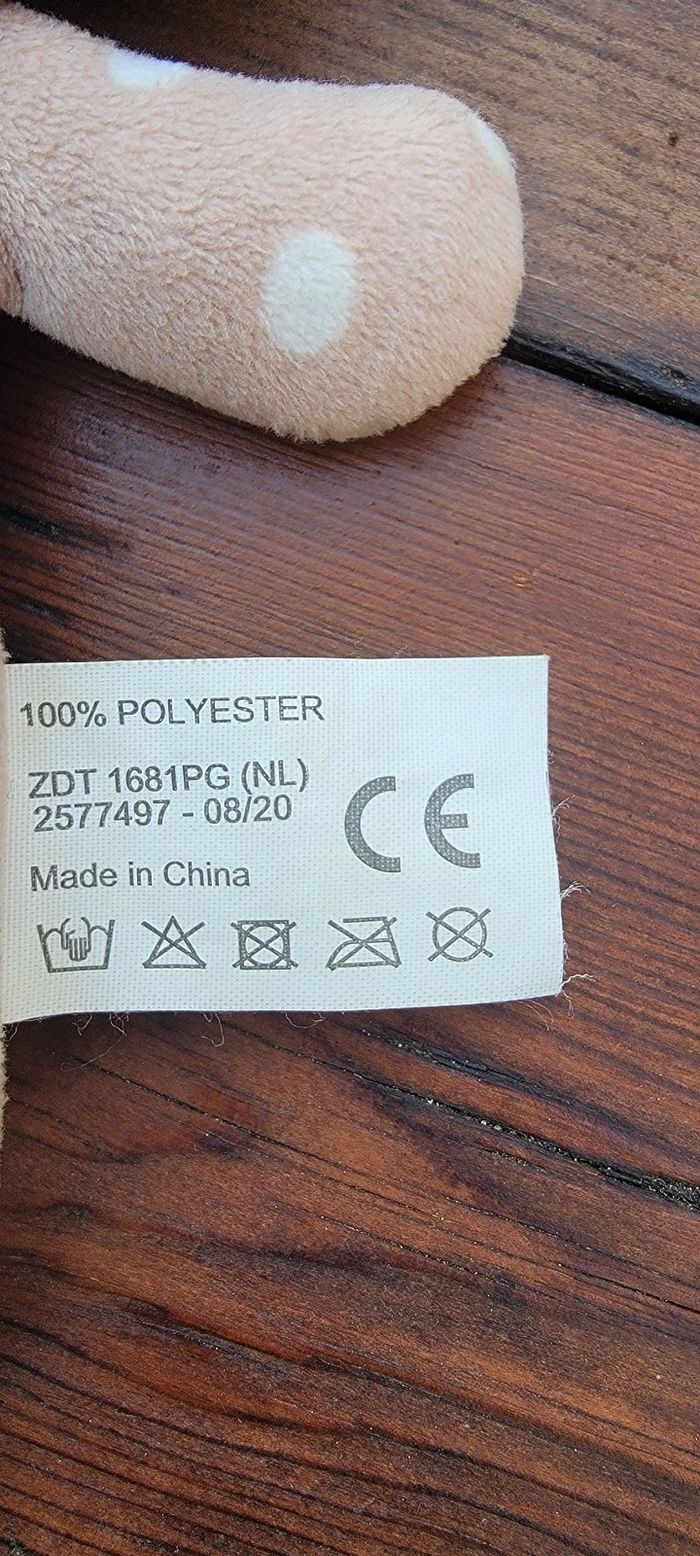 100% POLYESTER
ZDT 1681PG (NL)
2577497 - 08/20
CE
Made in China